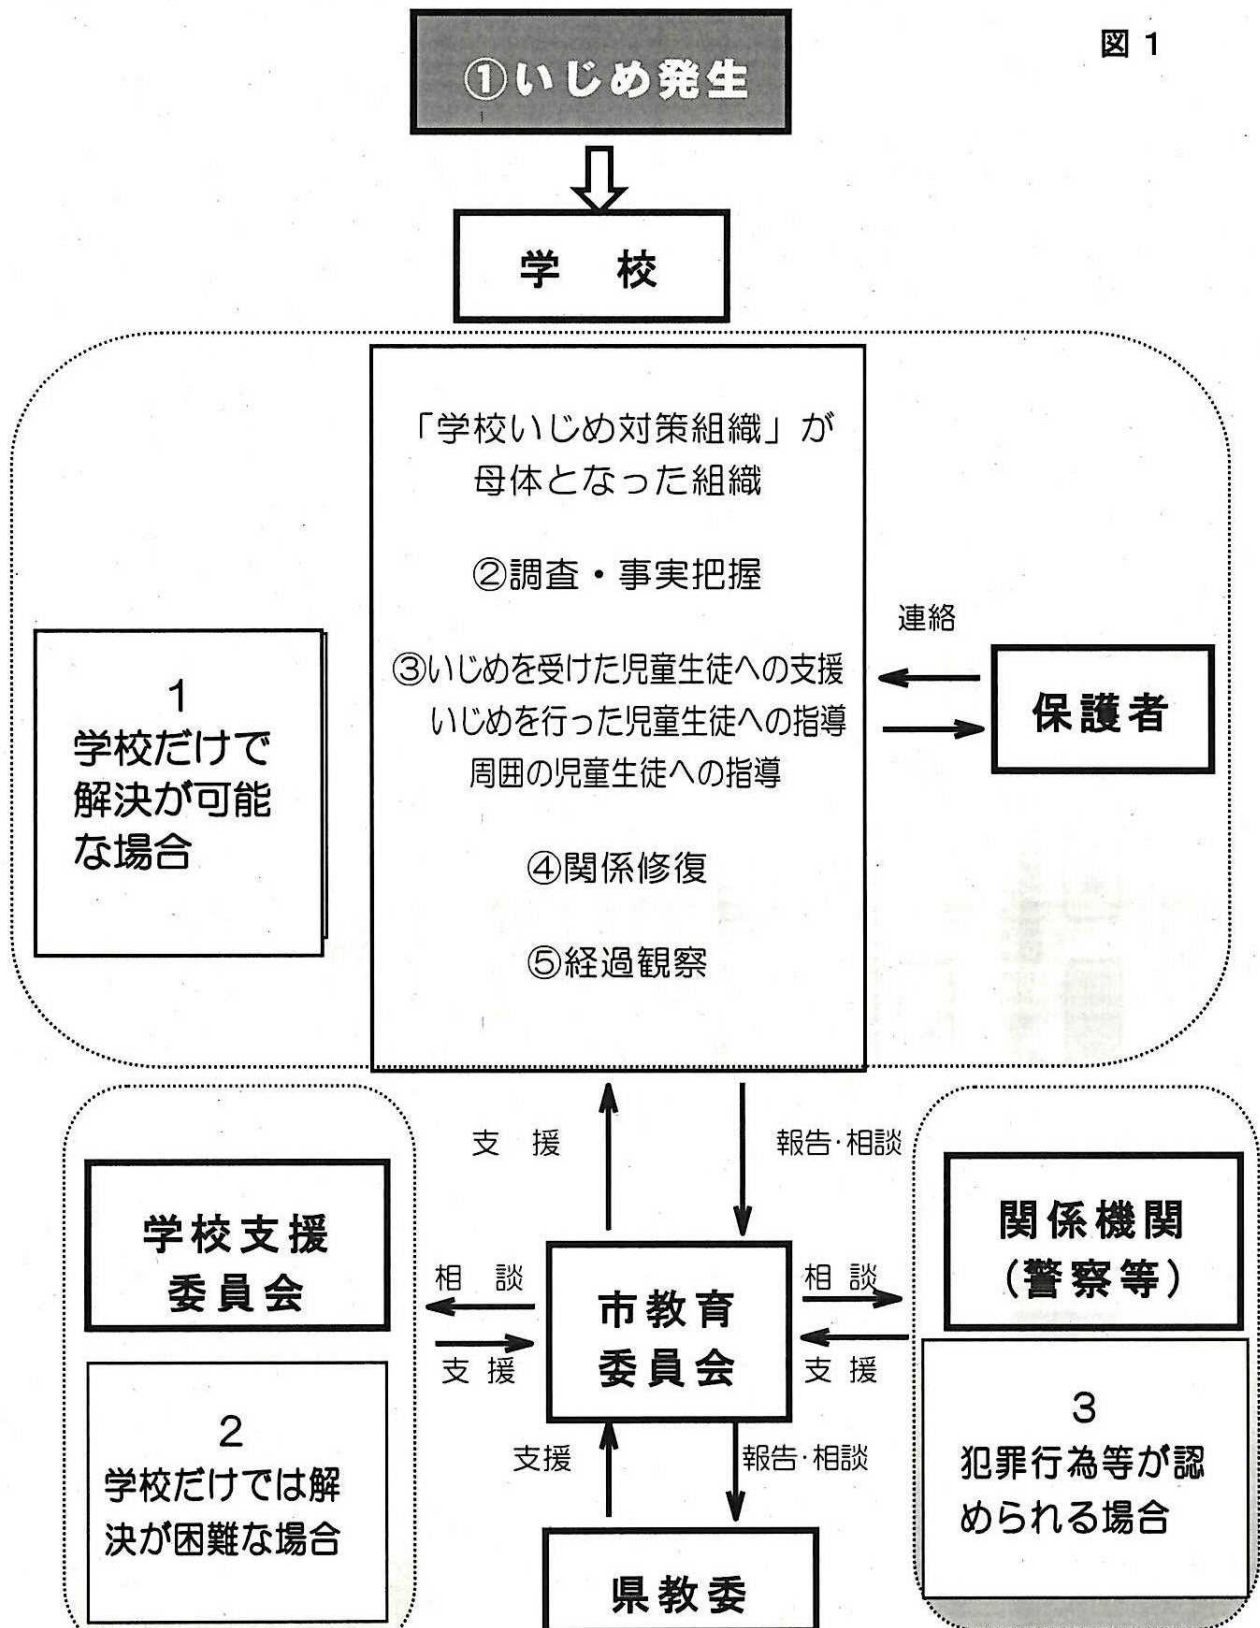 図 1
①いじめ発生
学 校
「学校いじめ対策組織」が
母体となった組織
②調査・事実把握
③いじめを受けた児童生徒への支援
いじめを行った児童生徒への指導
周囲の児童生徒への指導
④関係修復
⑤経過観察
1
学校だけで
解決が可能
な場合
連絡
保護者
支 援
報告・相談
学校支援
委員会
相 談
支 援
市教育
委員会
相 談
支 援
関係機関
(警察等)
2
学校だけでは解
決が困難な場合
3
犯罪行為等が認
められる場合
支援
報告・相談
県教委